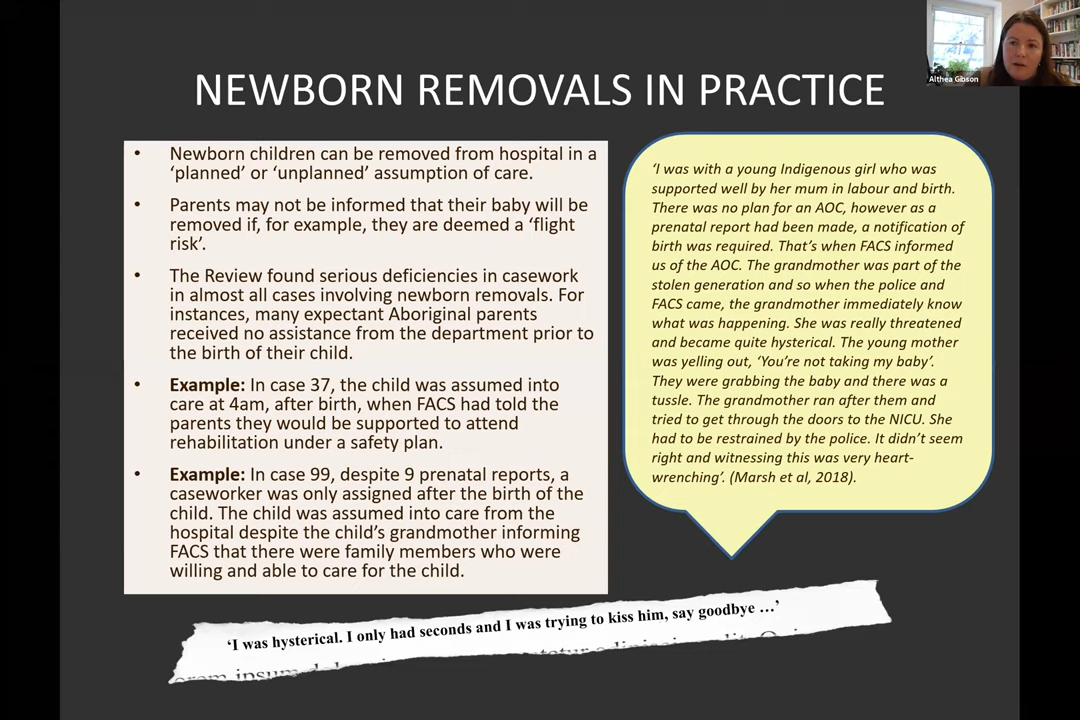 Althea Gibson
NEWBORN REMOVALS IN PRACTICE
• Newborn children can be removed from hospital in a
‘planned’ or ‘unplanned’ assumption of care.
• Parents may not be informed that their baby will be
removed if, for example, they are deemed a ‘flight
risk’.
• The Review found serious deficiencies in casework
in almost all cases involving newborn removals. For
instances, many expectant Aboriginal parents
received no assistance from the department prior to
the birth of their child.
• Example: In case 37, the child was assumed into
care at 4am, after birth, when FACS had told the
parents they would be supported to attend
rehabilitation under a safety plan.
• Example: In case 99, despite 9 prenatal reports, a
caseworker was only assigned after the birth of the
child. The child was assumed into care from the
hospital despite the child’s grandmother informing
FACS that there were family members who were
willing and able to care for the child.
‘I was with a young Indigenous girl who was
supported well by her mum in labour and birth.
There was no plan for an AOC, however as a
prenatal report had been made, a notification of
birth was required. That’s when FACS informed
us of the AOC. The grandmother was part of the
stolen generation and so when the police and
FACS came, the grandmother immediately know
what was happening. She was really threatened
and became quite hysterical. The young mother
was yelling out, ‘You’re not taking my baby’.
They were grabbing the baby and there was a
tussle. The grandmother ran after them and
tried to get through the doors to the NICU. She
had to be restrained by the police. It didn’t seem
right and witnessing this was very heart-
wrenching’. (Marsh et al, 2018).
‘I was hysterical. I only had seconds and I was trying to kiss him, say goodbye …’